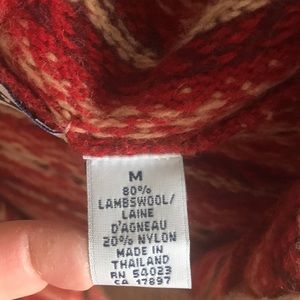 M
80%
LAMBSWOOL/
LAINE
D'AGNEAU
20% NYLON
MADE IN
THAILAND
RN 54023
CA 17897